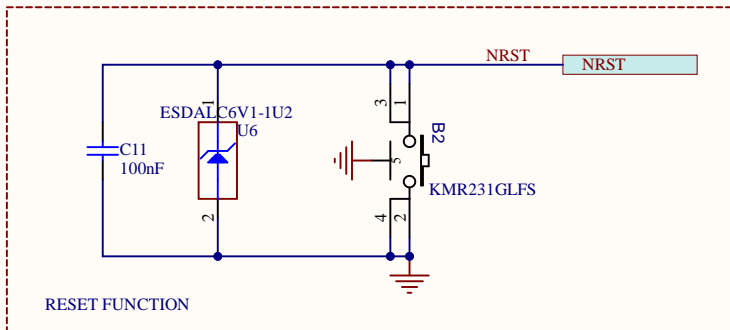 NRST
NRST
1
3
1
ESDALC6V1-1U2
U6
B2
C11
100nF
5
KMR231GLFS
2
4
2
RESET FUNCTION